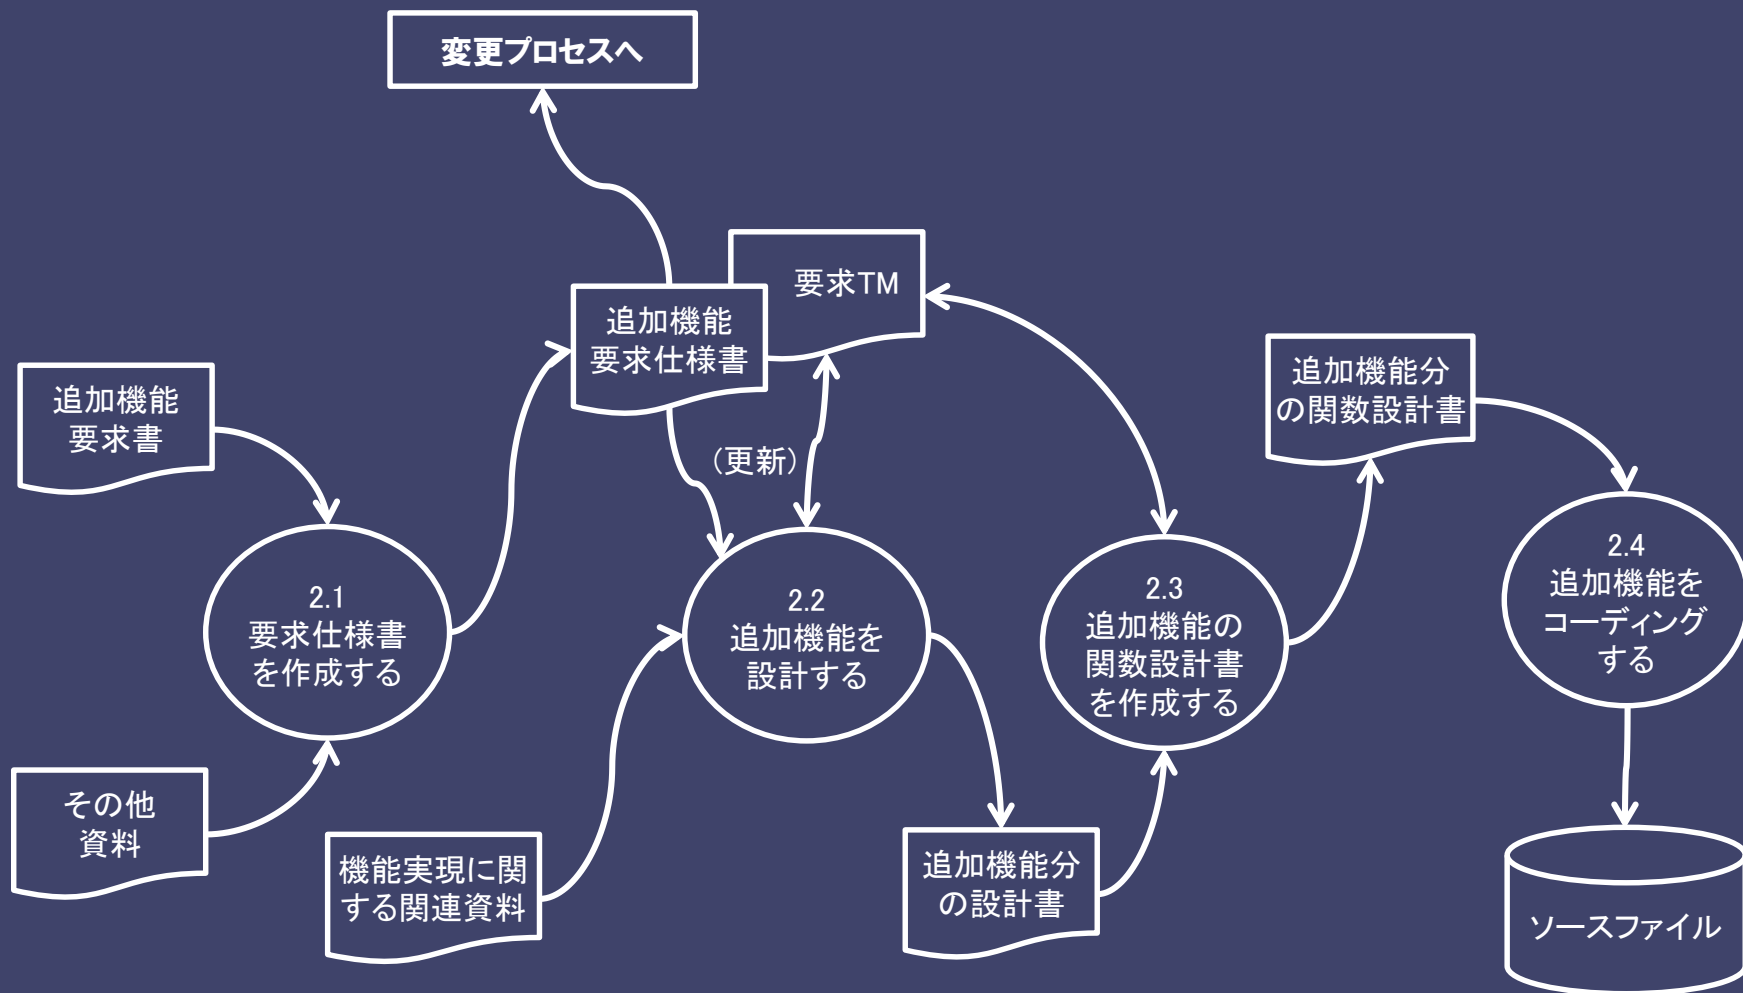 変更プロセスへ
要求TM
追加機能
要求仕様書
追加機能
要求書
(更新)
追加機能分
の関数設計書
2.1
要求仕様書
を作成する
2.2
追加機能を
設計する
2.3
追加機能の
関数設計書
を作成する
2.4
追加機能を
コーディング
する
その他
資料
機能実現に関
する関連資料
追加機能分
の設計書
ソースファイル